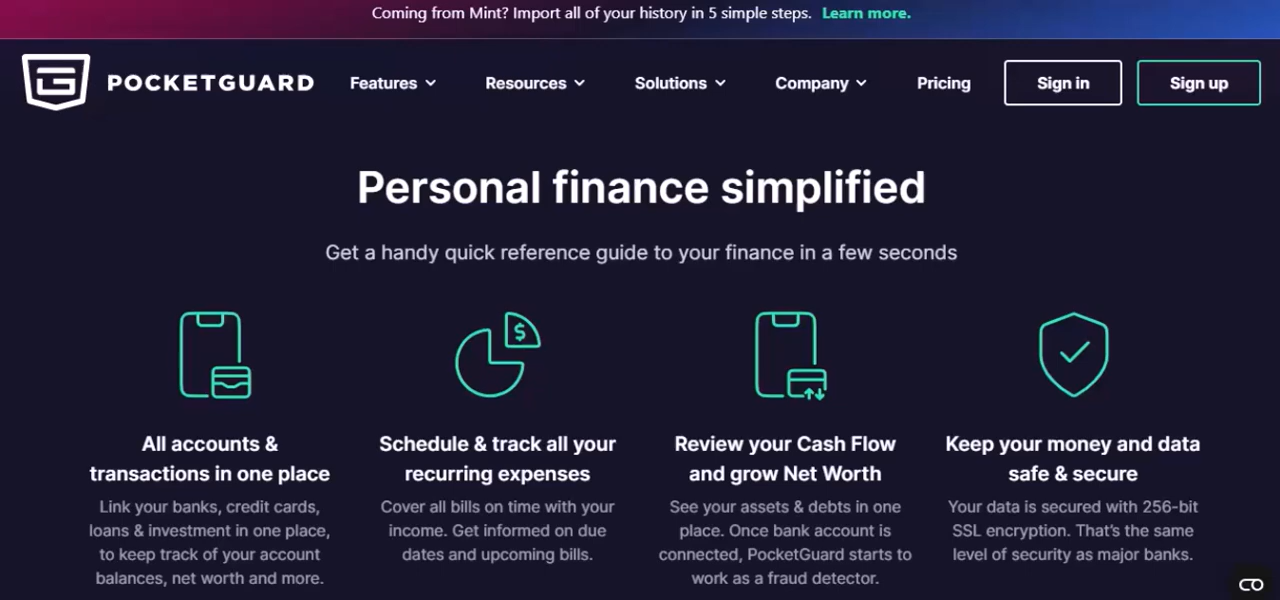 Coming from Mint? Import all of your history in 5 simple steps. Learn more.
POCKETGUARD Features Resources Solutions Company Pricing Sign in Sign up
Personal finance simplified
Get a handy quick reference guide to your finance in a few seconds
$
All accounts &
transactions in one place
Link your banks, credit cards,
loans & investment in one place,
to keep track of your account
balances, net worth and more.
Schedule & track all your
recurring expenses
Cover all bills on time with your
income. Get informed on due
dates and upcoming bills.
Review your Cash Flow
and grow Net Worth
See your assets & debts in one
place. Once bank account is
connected, PocketGuard starts to
work as a fraud detector.
Keep your money and data
safe & secure
Your data is secured with 256-bit
SSL encryption. That's the same
level of security as major banks.